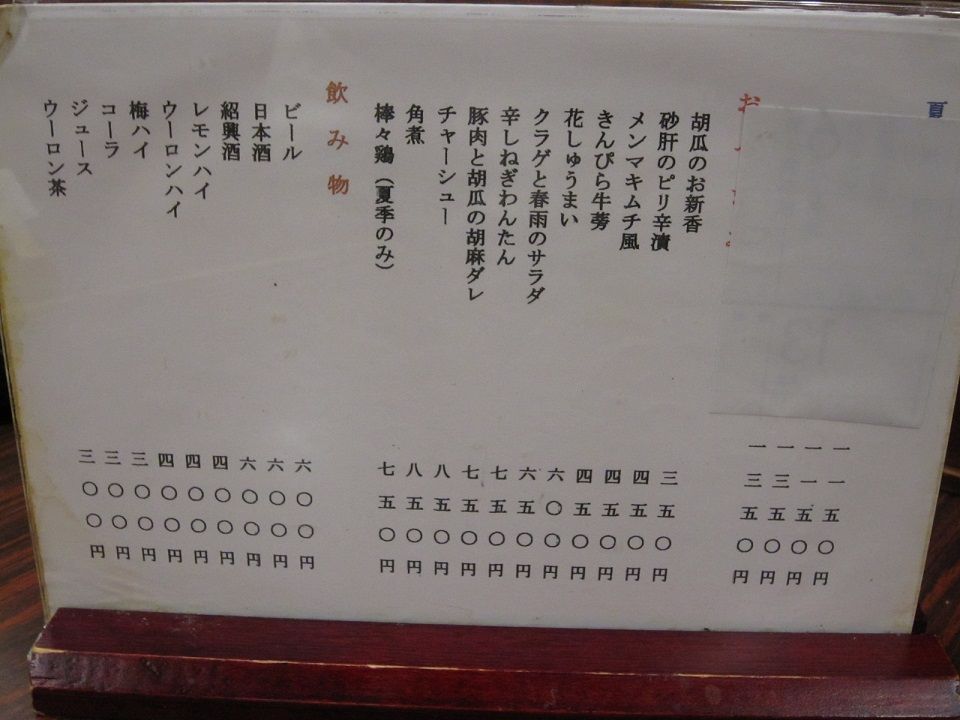 一一五〇円
一一五〇円
一三五〇円
一三五〇円
お
胡瓜のお新香 三五〇円
砂肝のピリ辛漬 四五〇円
メンマキムチ風 四五〇円
きんぴら牛蒡 四五〇円
花しゅうまい 六〇〇円
クラゲと春雨のサラダ 六五〇円
辛しねぎわんたん 七五〇円
豚肉と胡瓜の胡麻ダレ 七五〇円
チャーシュー 八五〇円
角煮 八五〇円
棒々鶏（夏季のみ） 七五〇円
飲み物
ビール 六〇〇円
日本酒 六〇〇円
紹興酒 六〇〇円
レモンハイ 四〇〇円
ウーロンハイ 四〇〇円
梅ハイ 四〇〇円
コーラ 三〇〇円
ジュース 三〇〇円
ウーロン茶 三〇〇円